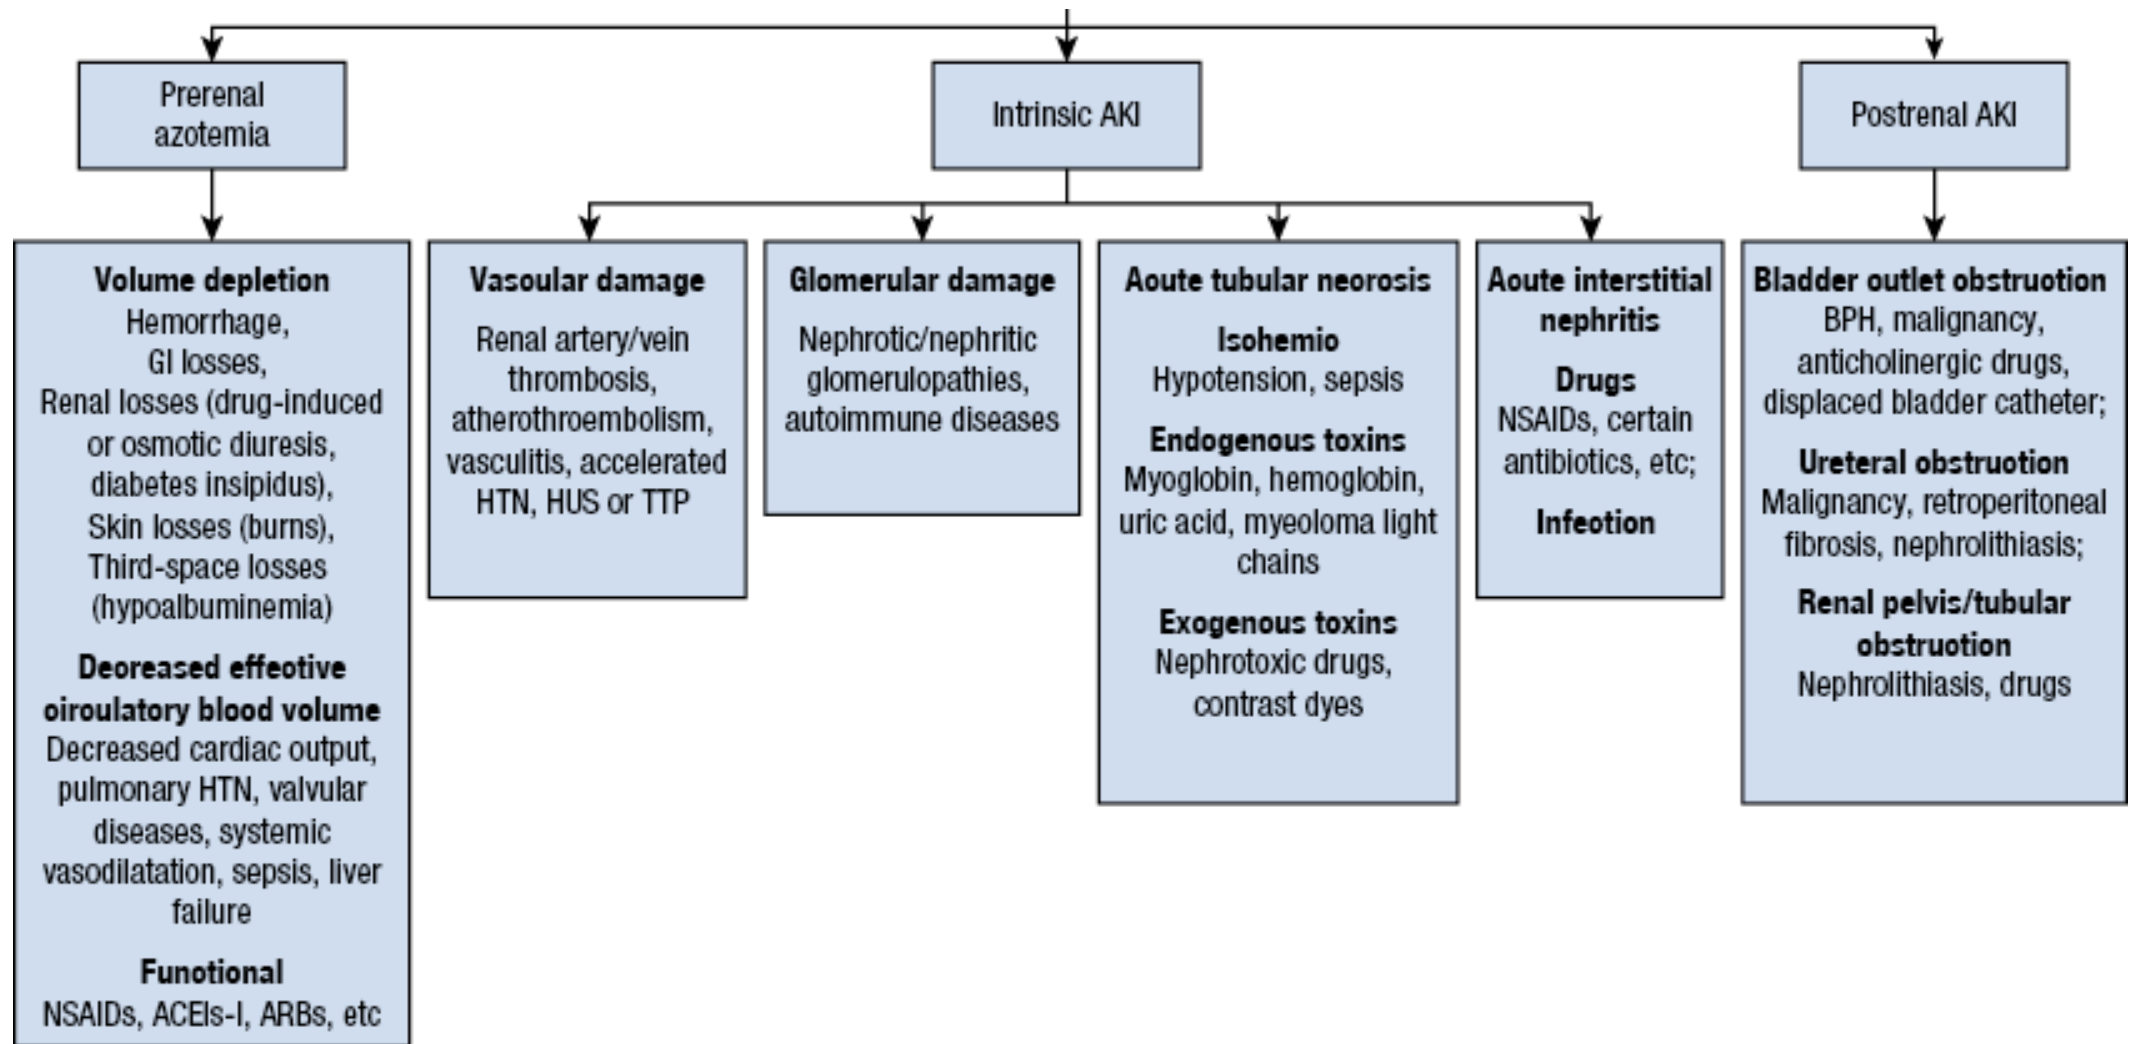 Prerenal
azotemia
Intrinsic AKI
Postrenal AKI
Volume depletion
Hemorrhage,
GI losses,
Renal losses (drug-induced
or osmotic diuresis,
diabetes insipidus),
Skin losses (burns),
Third-space losses
(hypoalbuminemia)
Deoreased effeotive
oiroulatory blood volume
Decreased cardiac output,
pulmonary HTN, valvular
diseases, systemic
vasodilatation, sepsis, liver
failure
Funotional
NSAIDs, ACEIs-I, ARBs, etc
Vasoular damage
Renal artery/vein
thrombosis,
atherothroembolism,
vasculitis, accelerated
HTN, HUS or TTP
Glomerular damage
Nephrotic/nephritic
glomerulopathies,
autoimmune diseases
Aoute tubular neorosis
Isohemio
Hypotension, sepsis
Endogenous toxins
Myoglobin, hemoglobin,
uric acid, myeoloma light
chains
Exogenous toxins
Nephrotoxic drugs,
contrast dyes
Aoute interstitial
nephritis
Drugs
NSAIDs, certain
antibiotics, etc;
Infeotion
Bladder outlet obstruotion
BPH, malignancy,
anticholinergic drugs,
displaced bladder catheter;
Ureteral obstruotion
Malignancy, retroperitoneal
fibrosis, nephrolithiasis;
Renal pelvis/tubular
obstruotion
Nephrolithiasis, drugs